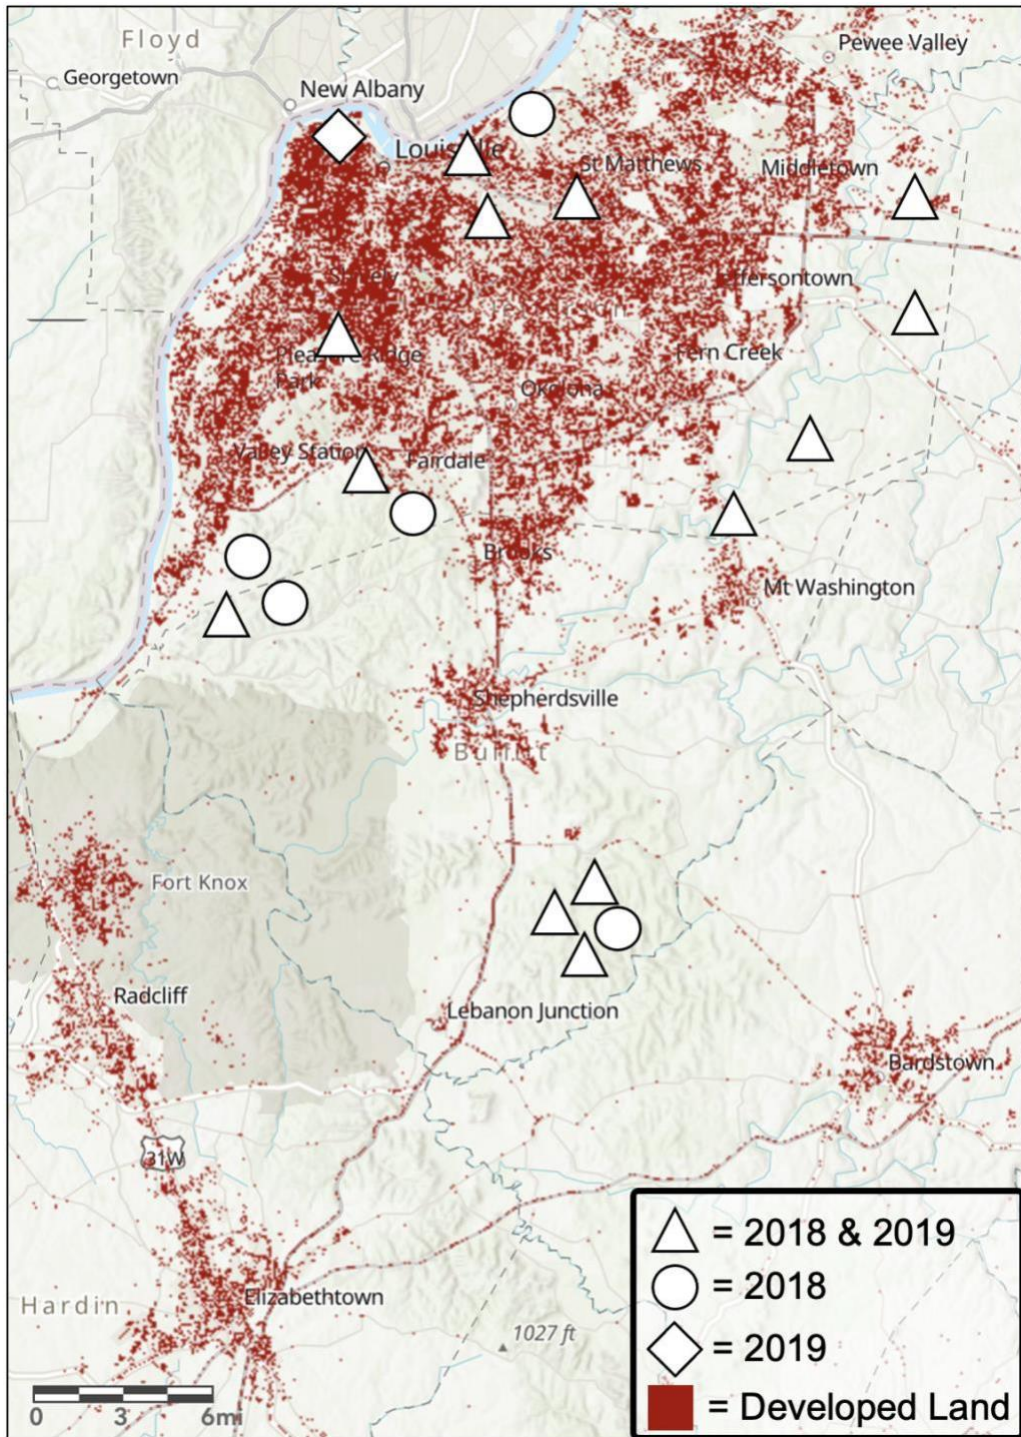 Floyd
Pewee Valley
Georgetown
New Albany
Louisville
St Matthews
Middletown
Shively
Jeffersontown
Pleasure Ridge
Park
Fern Creek
Okolona
Valley Station
Fairdale
Brooks
Mt Washington
Shepherdsville
Bullitt
Fort Knox
Radcliff
Lebanon Junction
Bardstown
31W
Elizabethtown
Hardin
1027 ft
0 3 6mi
= 2018 & 2019
= 2018
= 2019
= Developed Land